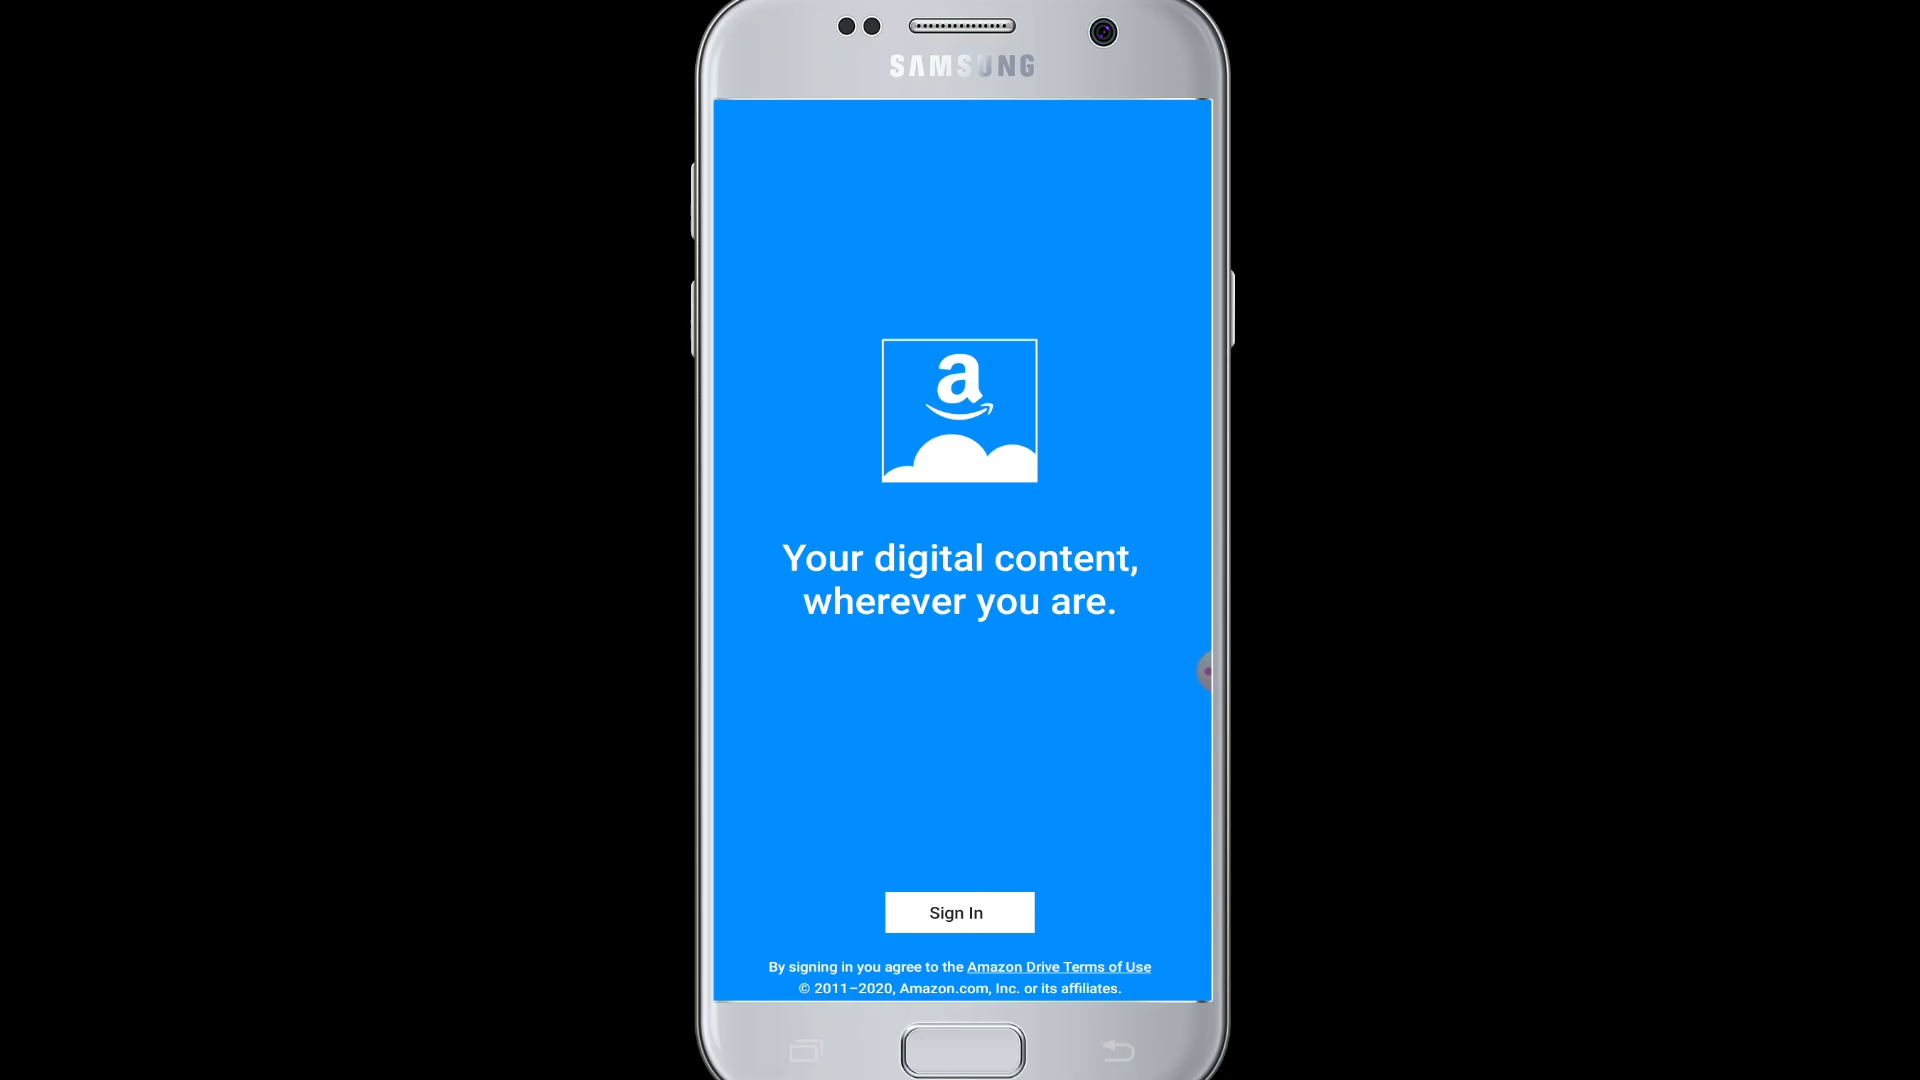 SAMSUNG
a
Your digital content,
wherever you are.
Sign In
By signing in you agree to the Amazon Drive Terms of Use
© 2011–2020, Amazon.com, Inc. or its affiliates.